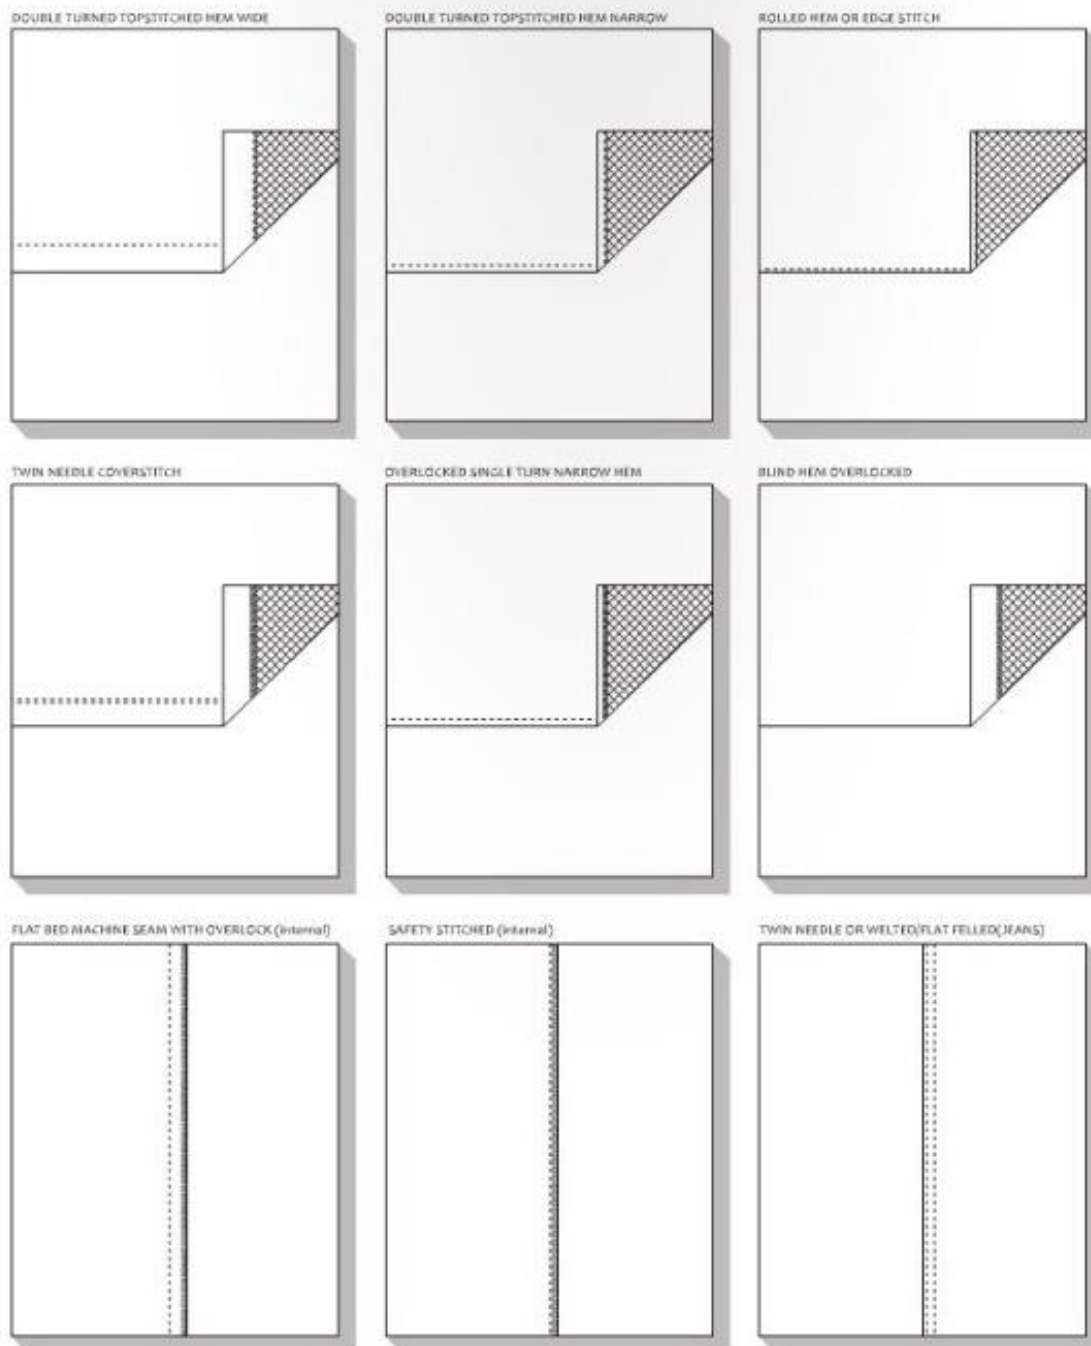 DOUBLE TURNED TOPSTITCHED HEM WIDE
DOUBLE TURNED TOPSTITCHED HEM NARROW
ROLLED HEM OR EDGE STITCH
TWIN NEEDLE COVERSTITCH
OVERLOCKED SINGLE TURN NARROW HEM
BLIND HEM OVERLOCKED
FLAT BED MACHINE SEAM WITH OVERLOCK (internal)
SAFETY STITCHED (internal)
TWIN NEEDLE OR WELTED/FLAT FELLED(JEANS)